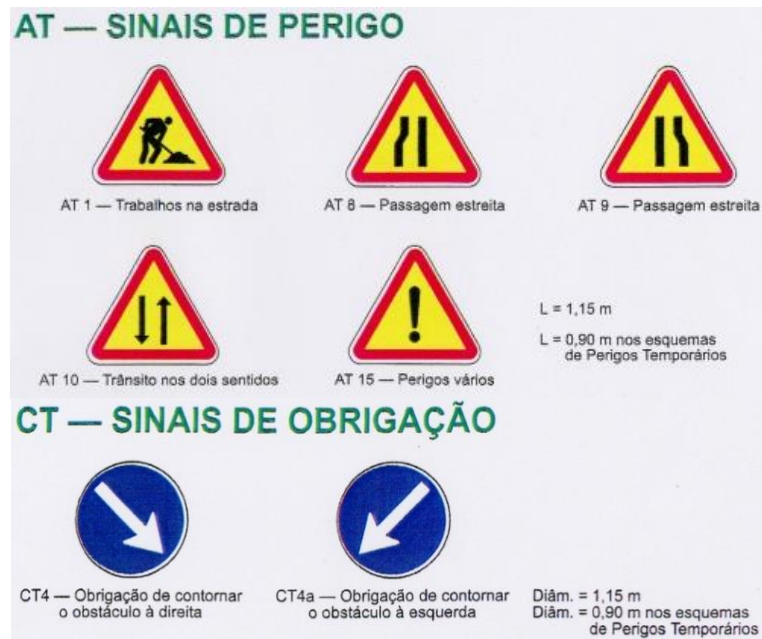 AT — SINAIS DE PERIGO
AT 1 — Trabalhos na estrada
AT 8 — Passagem estreita
AT 9 — Passagem estreita
AT 10 — Trânsito nos dois sentidos
AT 15 — Perigos vários
L = 1,15 m
L = 0,90 m nos esquemas
de Perigos Temporários
CT — SINAIS DE OBRIGAÇÃO
CT4 — Obrigação de contornar
o obstáculo à direita
CT4a — Obrigação de contornar
o obstáculo à esquerda
Diâm. = 1,15 m
Diâm. = 0,90 m nos esquemas
de Perigos Temporários